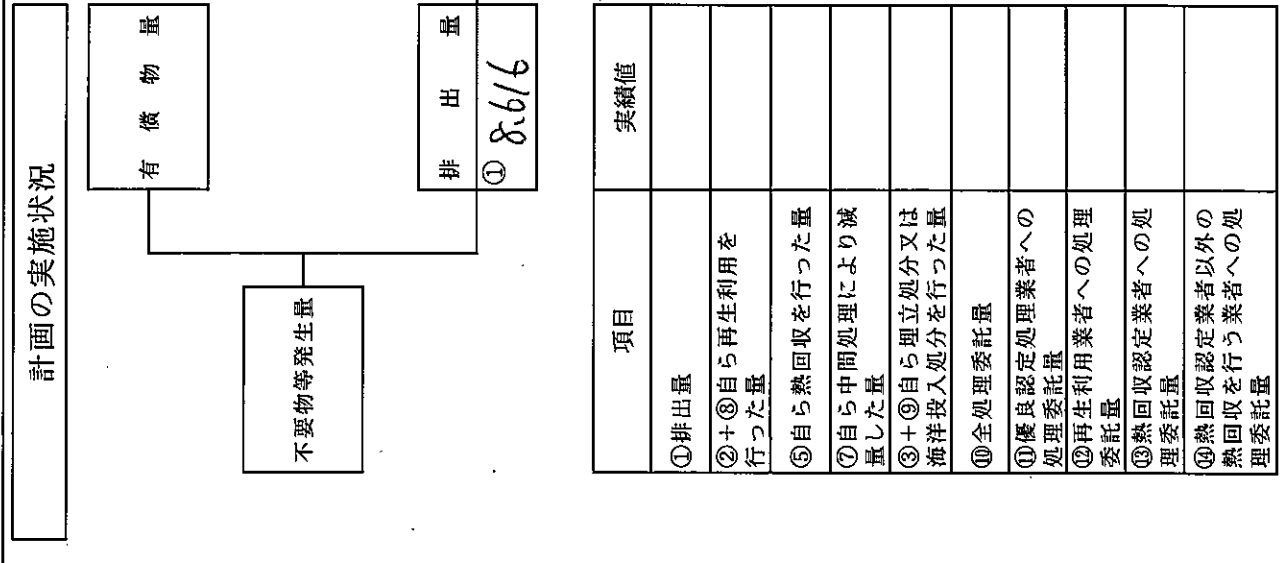 計画の実施状況
有償物量
不要物等発生量
排出量
① 8.616
項目 実績値
①排出量
②+⑧自ら再生利用を
行った量
⑤自ら熱回収を行った量
⑦自ら中間処理により減
量した量
③+⑨自ら埋立処分又は
海洋投入処分を行った量
⑩全処理委託量
⑪優良認定処理業者への
処理委託量
⑫再生利用業者への処理
委託量
⑬熱回収認定業者への処
理委託量
⑭熱回収認定業者以外の
熱回収を行う業者への処
理委託量